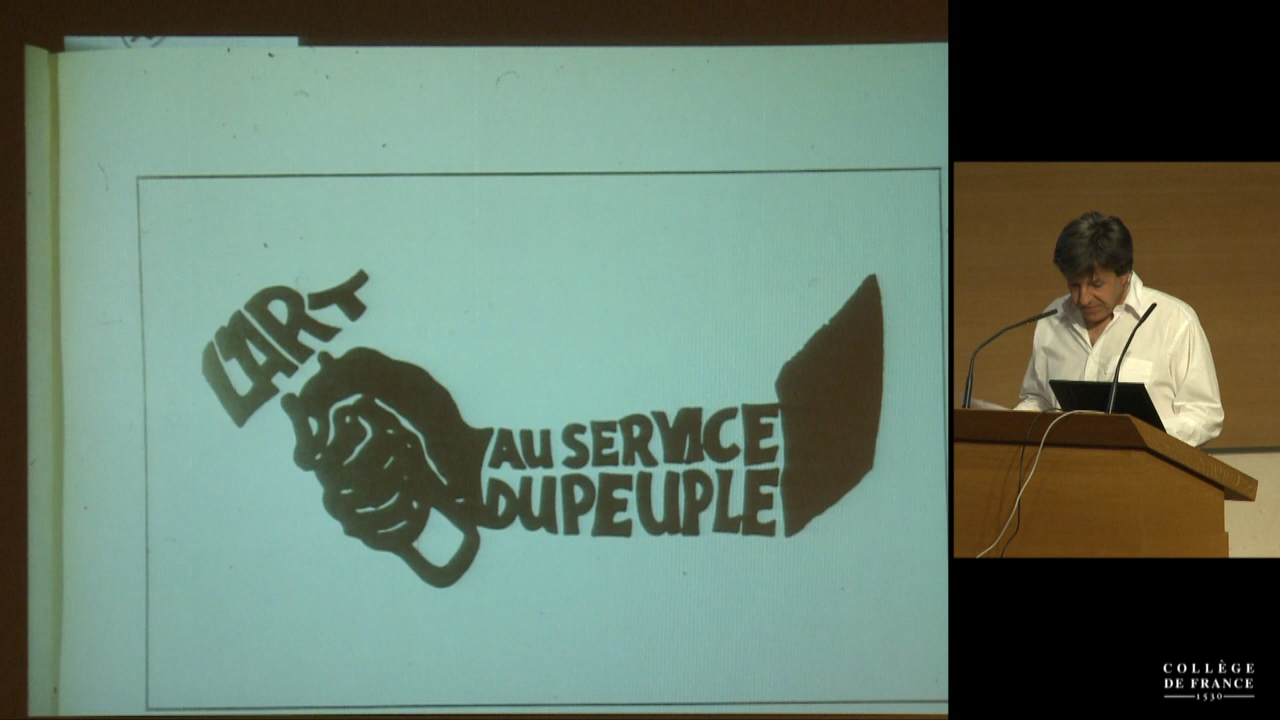 L'ART
AU SERVICE
DU PEUPLE
COLLÈGE
DE FRANCE
1530